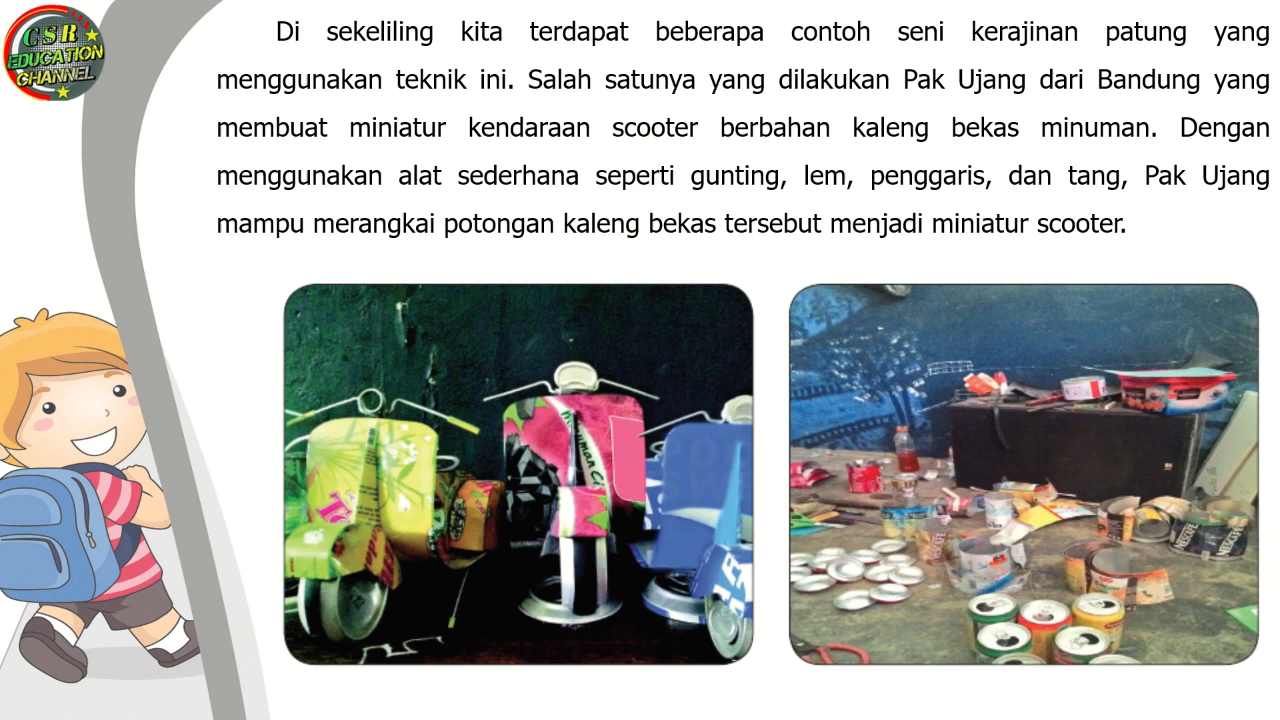 CSR
EDUCATION
CHANNEL
Di sekeliling kita terdapat beberapa contoh seni kerajinan patung yang
menggunakan teknik ini. Salah satunya yang dilakukan Pak Ujang dari Bandung yang
membuat miniatur kendaraan scooter berbahan kaleng bekas minuman. Dengan
menggunakan alat sederhana seperti gunting, lem, penggaris, dan tang, Pak Ujang
mampu merangkai potongan kaleng bekas tersebut menjadi miniatur scooter.
NESCAFE